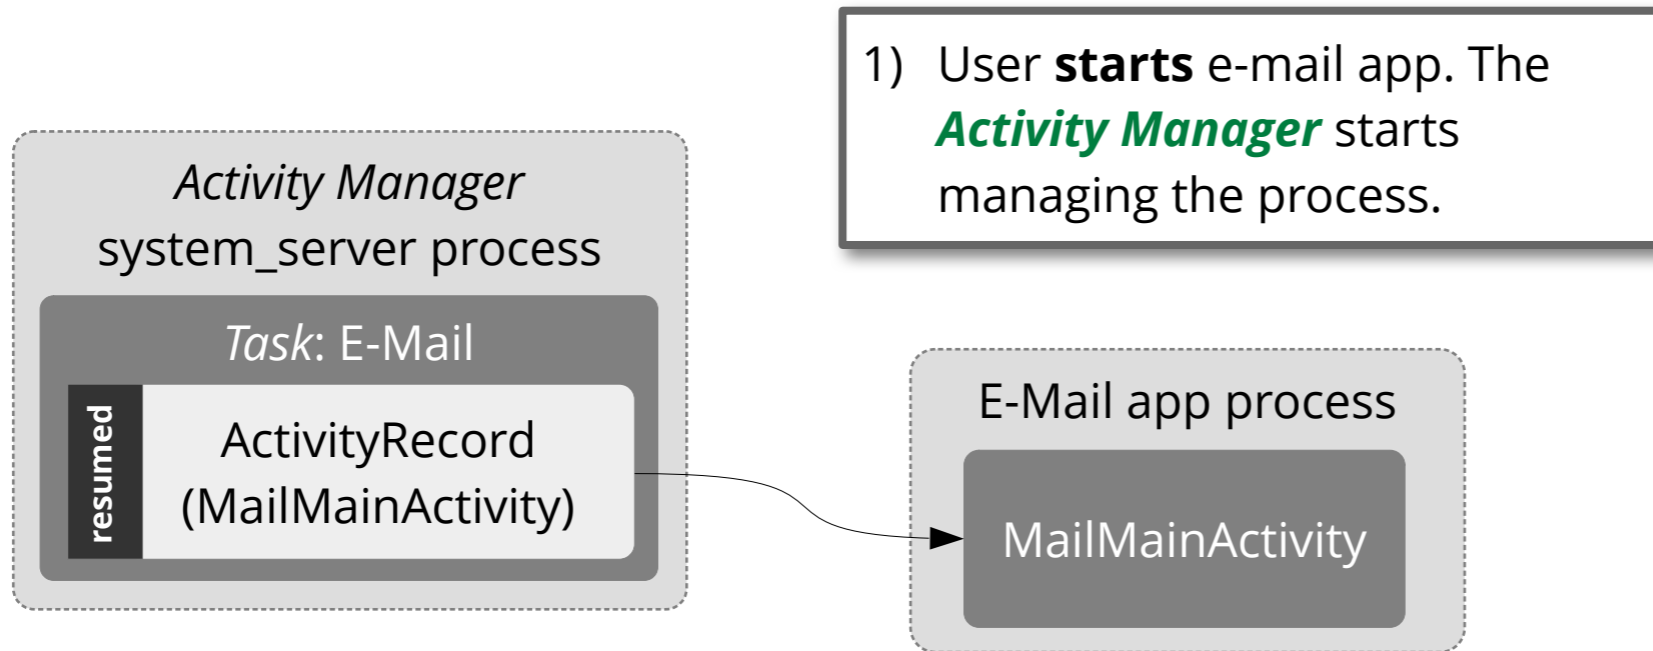 1) User starts e-mail app. The
Activity Manager starts
managing the process.
Activity Manager
system_server process
Task: E-Mail
resumed
ActivityRecord
(MailMainActivity)
E-Mail app process
MailMainActivity